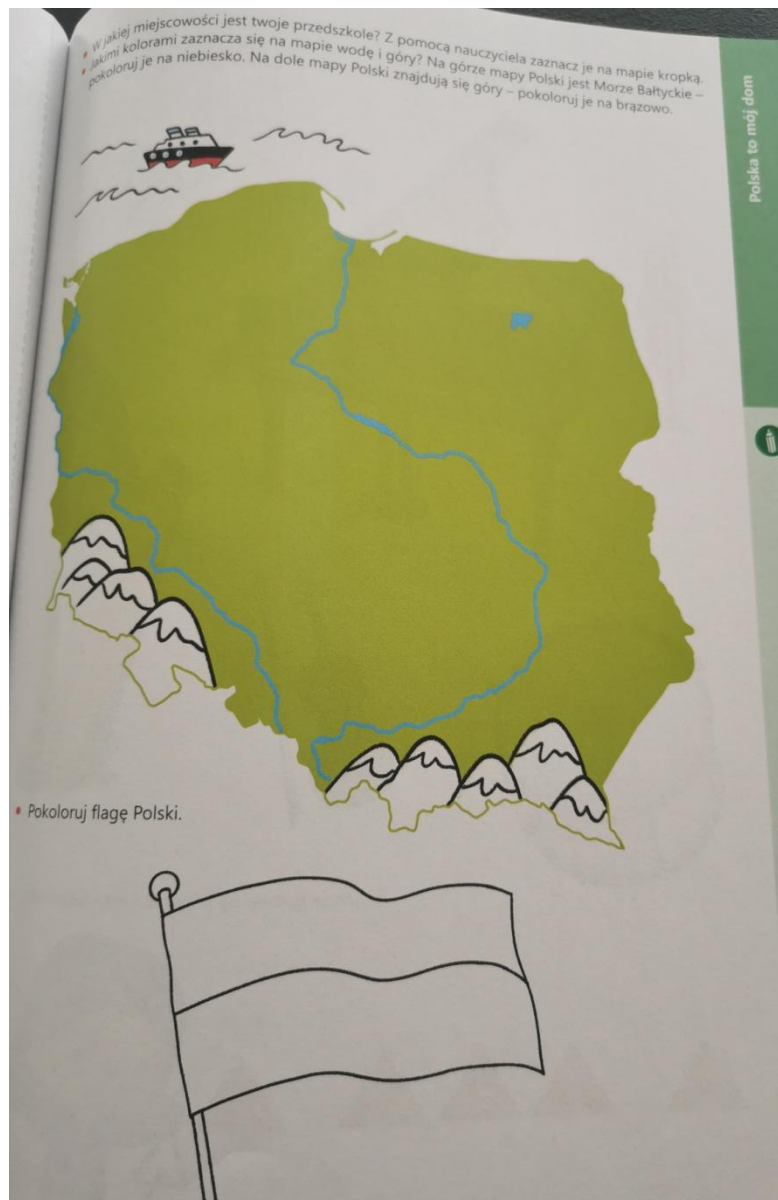 • W jakiej miejscowości jest twoje przedszkole? Z pomocą nauczyciela zaznacz je na mapie kropką.
• Jakimi kolorami zaznacza się na mapie wodę i góry? Na górze mapy Polski jest Morze Bałtyckie –
pokoloruj je na niebiesko. Na dole mapy Polski znajdują się góry – pokoloruj je na brązowo.
Polska to mój dom
• Pokoloruj flagę Polski.